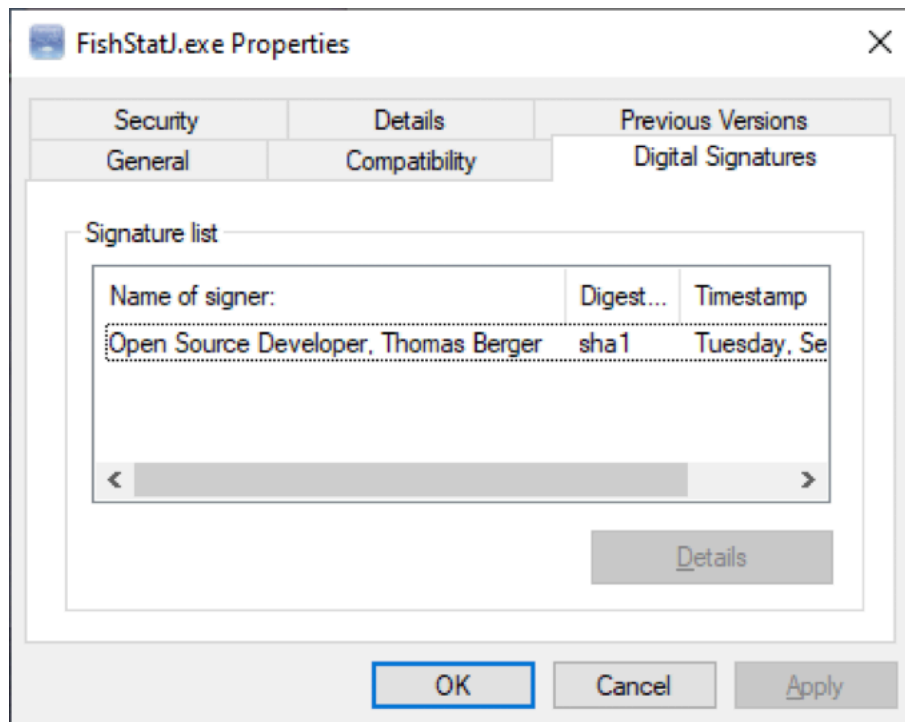 FishStatJ.exe Properties
Security Details Previous Versions
General Compatibility Digital Signatures
Signature list
Name of signer: Digest... Timestamp
Open Source Developer, Thomas Berger sha1 Tuesday, Se
Details
OK Cancel Apply